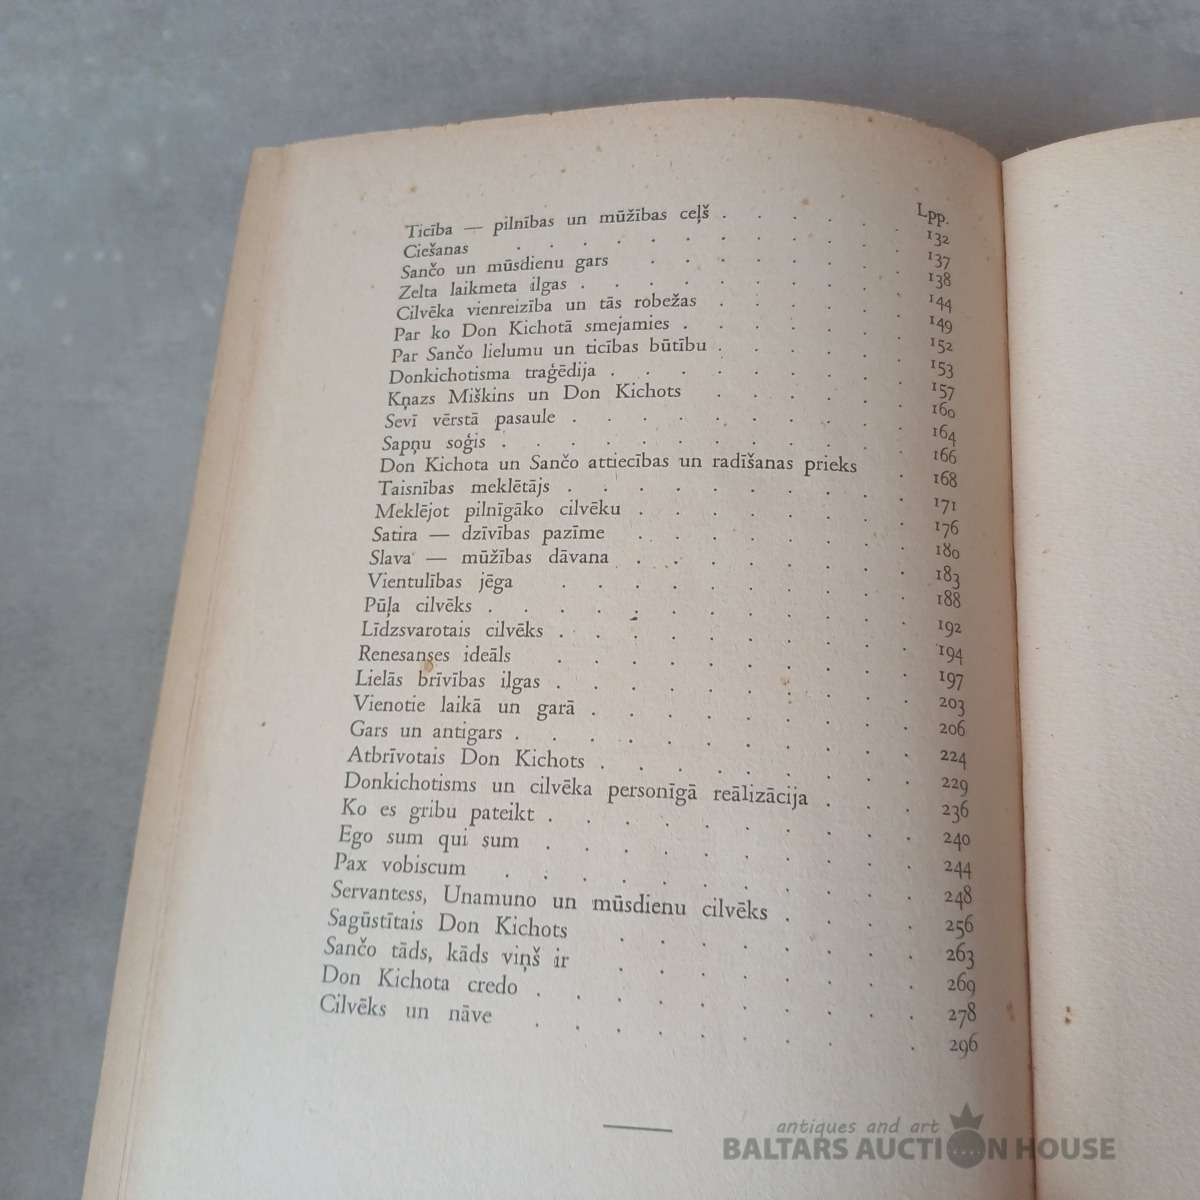 Lpp.
Ticība — pilnības un mūžības ceļš . . . . . 132
Ciešanas . . . . . . . . . 137
Sančo un mūsdienu gars . . . . . . 138
Zelta laikmeta ilgas . . . . . . . 144
Cilvēka vienreizība un tās robežas . . . . . 149
Par ko Don Kichotā smejamies . . . . . . 152
Par Sančo lielumu un ticības būtību . . . . . 153
Donkichotisma traģēdija . . . . . . . 157
Kņazs Miškins un Don Kichots . . . . . 160
Sevī vērstā pasaule . . . . . . . . 164
Sapņu soģis . . . . . . . . . 166
Don Kichota un Sančo attiecības un radīšanas prieks . 168
Taisnības meklētājs . . . . . . . . 171
Meklējot pilnīgāko cilvēku . . . . . . . 176
Satira — dzīvības pazīme . . . . . . . 180
Slava — mūžības dāvana . . . . . . . 183
Vientulības jēga . . . . . . . . 188
Pūļa cilvēks . . . . . . . . . 192
Līdzsvarotais cilvēks . . . . . . . . 194
Renesanses ideāls . . . . . . . . 197
Lielās brīvības ilgas . . . . . . . . 203
Vienotie laikā un garā . . . . . . . 206
Gars un antigars . . . . . . . . . 224
Atbrīvotais Don Kichots . . . . . . . 229
Donkichotisms un cilvēka personīgā reālizācija . . . 236
Ko es gribu pateikt . . . . . . . . 240
Ego sum qui sum . . . . . . . . 244
Pax vobiscum . . . . . . . . . 248
Servantess, Unamuno un mūsdienu cilvēks . . . . 256
Sagūstītais Don Kichots . . . . . . . 263
Sančo tāds, kāds viņš ir . . . . . . . 269
Don Kichota credo . . . . . . . . 278
Cilvēks un nāve . . . . . . . . 296
antiques and art
BALTARS AUCTION HOUSE